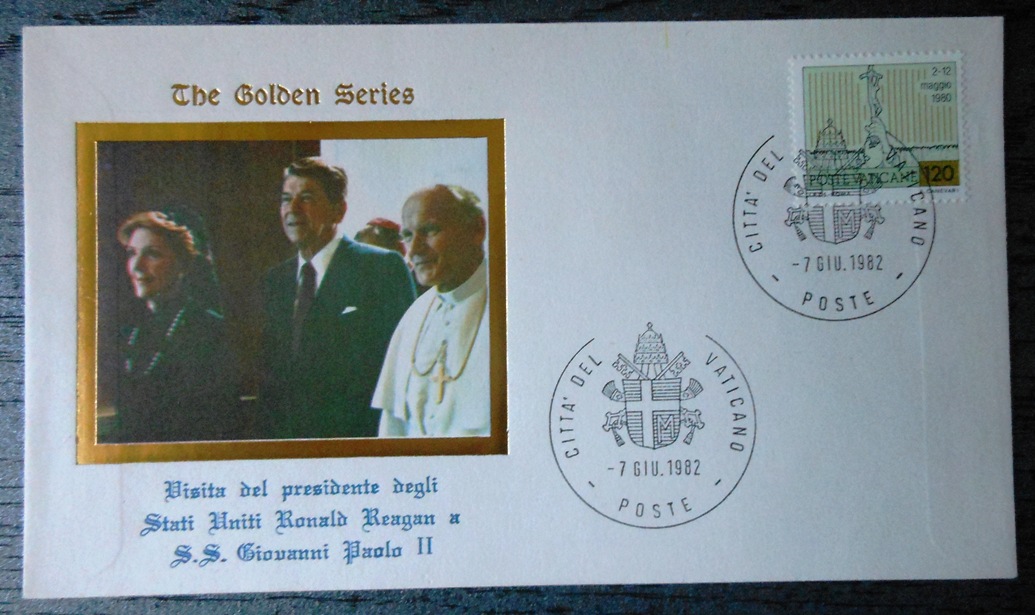 The Golden Series
Visita del presidente degli
Stati Uniti Ronald Reagan a
S.S. Giovanni Paolo II
2-12
maggio
1980
POSTE VATICANE 120
CITTA' DEL VATICANO
-7 GIU. 1982
- POSTE -
CITTA' DEL VATICANO
-7 GIU. 1982
- POSTE -